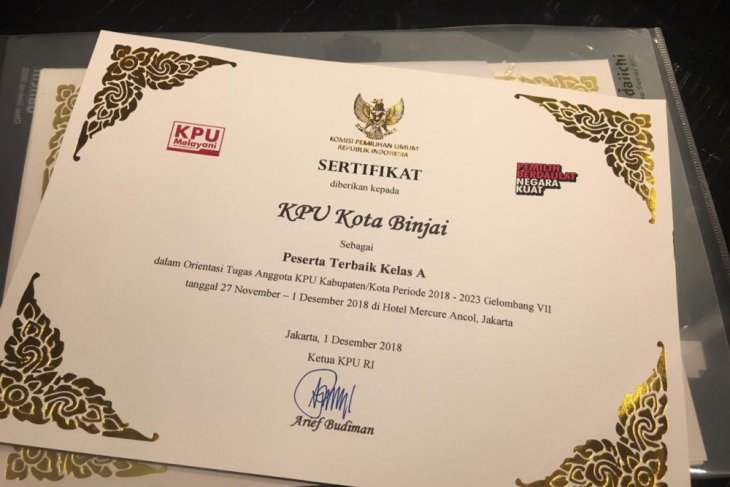 KPU
Melayani
KOMISI PEMILIHAN UMUM
REPUBLIK INDONESIA
SERTIFIKAT
diberikan kepada
PEMILIH
BERDAULAT
NEGARA
KUAT
KPU Kota Binjai
Sebagai
Peserta Terbaik Kelas A
dalam Orientasi Tugas Anggota KPU Kabupaten/Kota Periode 2018 - 2023 Gelombang VII
tanggal 27 November – 1 Desember 2018 di Hotel Mercure Ancol, Jakarta
Jakarta, 1 Desember 2018
Ketua KPU RI
Arief Budiman
daiichi
daiichi